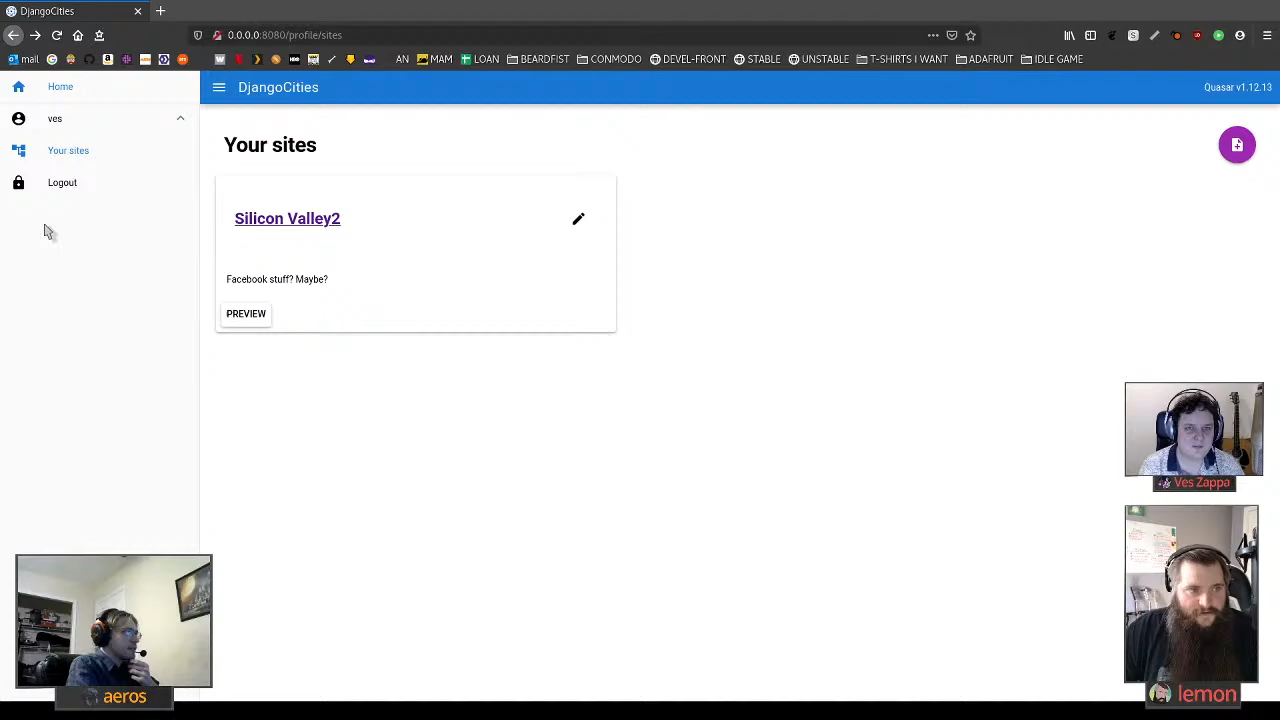 DjangoCities
0.0.0.0:8080/profile/sites
mail
AN
MAM
LOAN
BEARDFIST
CONMODO
DEVEL-FRONT
STABLE
UNSTABLE
T-SHIRTS I WANT
ADAFRUIT
IDLE GAME
Home
DjangoCities
Quasar v1.12.13
ves
Your sites
Your sites
Logout
Silicon Valley2
Facebook stuff? Maybe?
PREVIEW
Ves Zappa
aeros
lemon